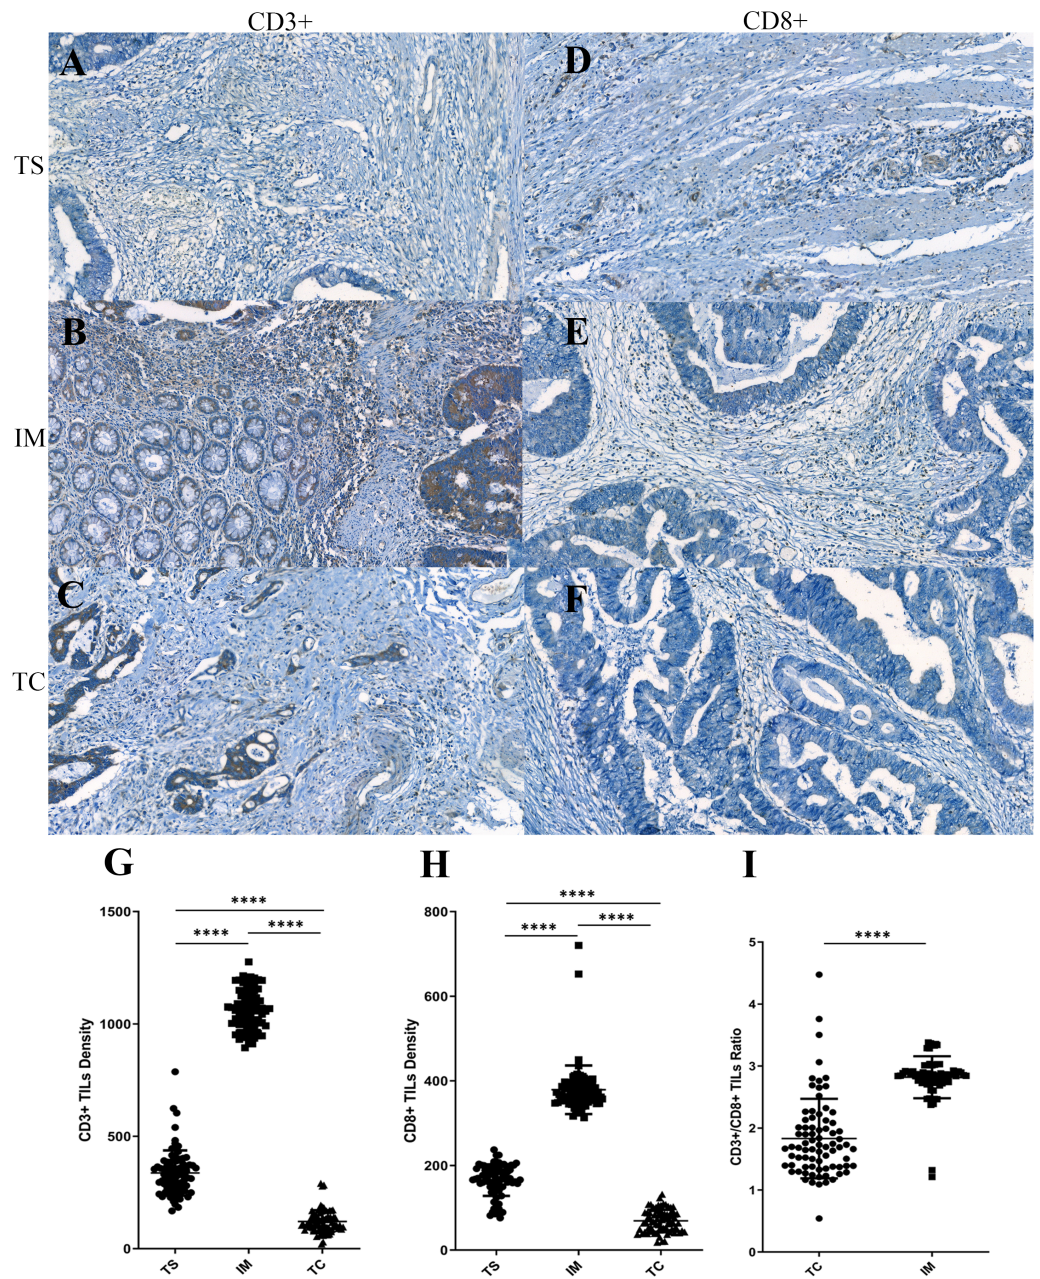 CD3+ CD8+
A D
TS
B E
IM
C F
TC
G H I
**** **** ****
**** **** **** ****
1500 800 5
1000 600 4
500 400 3
0 200 2
0 1
0
CD3+ TILs Density
CD8+ TILs Density
CD3+/CD8+ TILs Ratio
TS IM TC TS IM TC TC IM